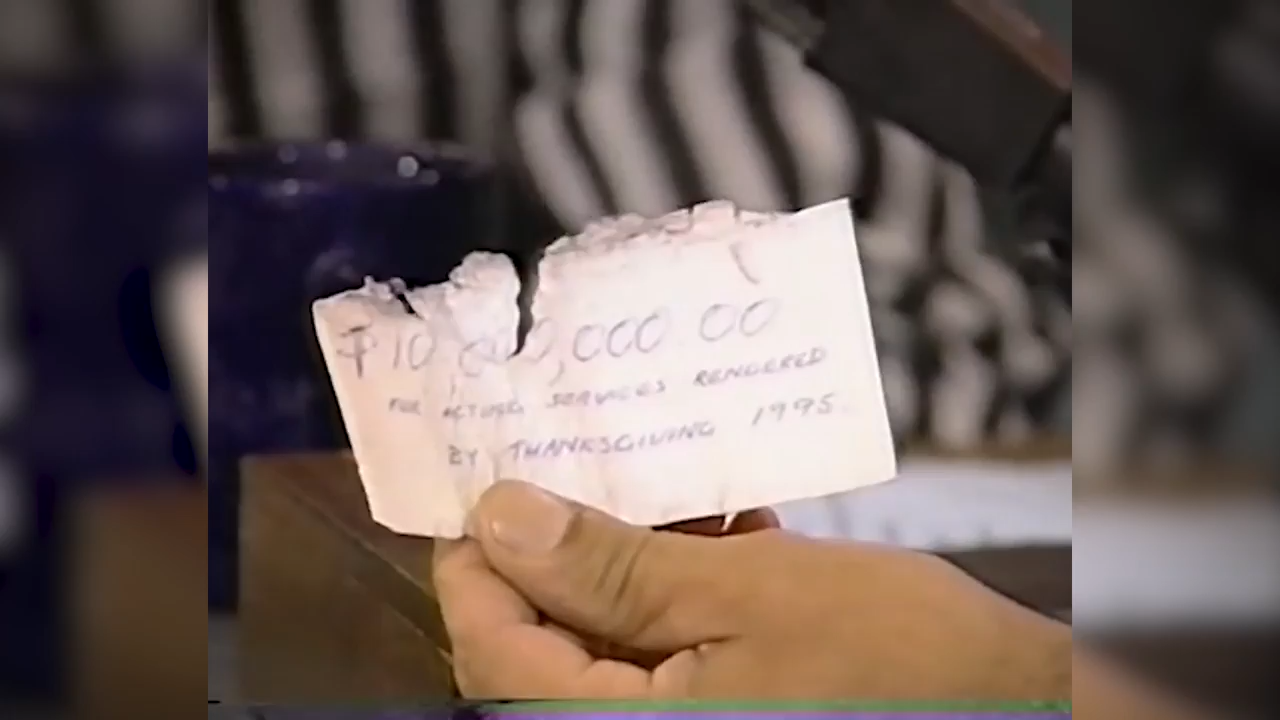 $10,000,000 00
FOR ACTING SERVICES RENDERED
BY THANKSGIVING 1995